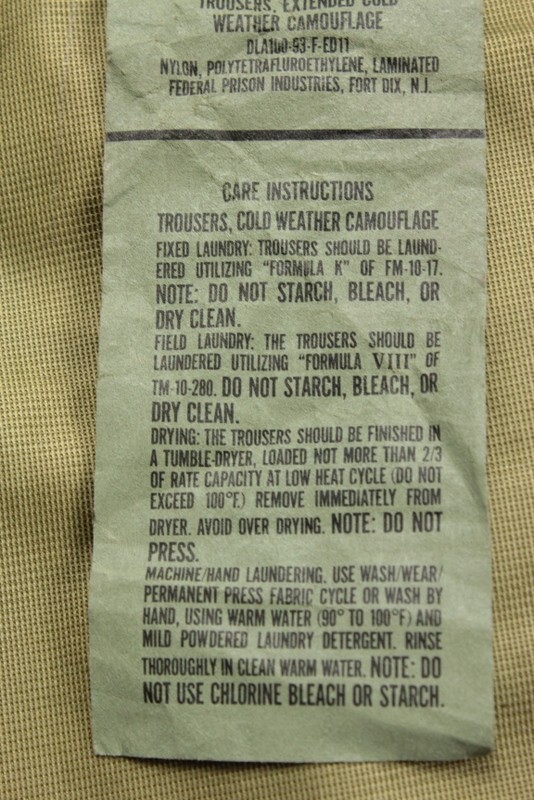 TROUSERS, EXTENDED COLD
WEATHER CAMOUFLAGE
DLA100-93-F-ED11
NYLON, POLYTETRAFLUROETHYLENE, LAMINATED
FEDERAL PRISON INDUSTRIES, FORT DIX, N.J.
CARE INSTRUCTIONS
TROUSERS, COLD WEATHER CAMOUFLAGE
FIXED LAUNDRY: TROUSERS SHOULD BE LAUND-
ERED UTILIZING "FORMULA K" OF FM-10-17.
NOTE: DO NOT STARCH, BLEACH, OR
DRY CLEAN.
FIELD LAUNDRY: THE TROUSERS SHOULD BE
LAUNDERED UTILIZING "FORMULA VIII" OF
TM-10-280. DO NOT STARCH, BLEACH, OR
DRY CLEAN.
DRYING: THE TROUSERS SHOULD BE FINISHED IN
A TUMBLE-DRYER, LOADED NOT MORE THAN 2/3
OF RATE CAPACITY AT LOW HEAT CYCLE (DO NOT
EXCEED 100°F.) REMOVE IMMEDIATELY FROM
DRYER. AVOID OVER DRYING. NOTE: DO NOT
PRESS.
MACHINE/HAND LAUNDERING. USE WASH/WEAR/
PERMANENT PRESS FABRIC CYCLE OR WASH BY
HAND, USING WARM WATER (90° TO 100°F) AND
MILD POWDERED LAUNDRY DETERGENT. RINSE
THOROUGHLY IN CLEAN WARM WATER. NOTE: DO
NOT USE CHLORINE BLEACH OR STARCH.